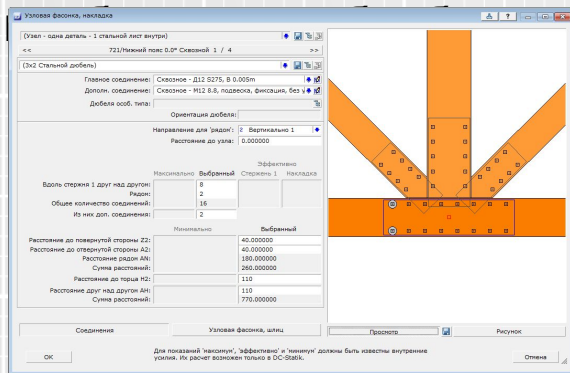 Узловая фасонка, накладка
(Узел - одна деталь - 1 стальной лист внутри)
<< 721/Нижний пояс 0.0° Сквозной 1 / 4 >>
(3x2 Стальной дюбель)
Главное соединение: Сквозное - Д12 S275, В 0.005m
Дополн. соединение: Сквозное - М12 8.8, подвеска, фиксация, без у
Дюбеля особ. типа:
Ориентация дюбеля:
Направление для 'рядон': 2 Вертикально 1
Расстояние до узла: 0.000000
Эффективно
Максимально Выбранный Стержень 1 Накладка
Вдоль стержня 1 друг над другом: 8
Рядом: 2
Общее количество соединений: 16
Из них доп. соединения: 2
Минимально Выбранный
Расстояние до повернутой стороны Z2: 40.000000
Расстояние до отвернутой стороны A2: 40.000000
Расстояние рядом AN: 180.000000
Сумма расстояний: 260.000000
Расстояние до торца H2: 110
Расстояние друг над другом AH: 110
Сумма расстояний: 770.000000
Соединения Узловая фасонка, шлиц
Просмотр Рисунок
OK
Для показаний 'максимум', 'эффективно' и 'минимум' должны быть известны внутренние
усилия. Их расчет возможен только в DC-Statik.
Отмена